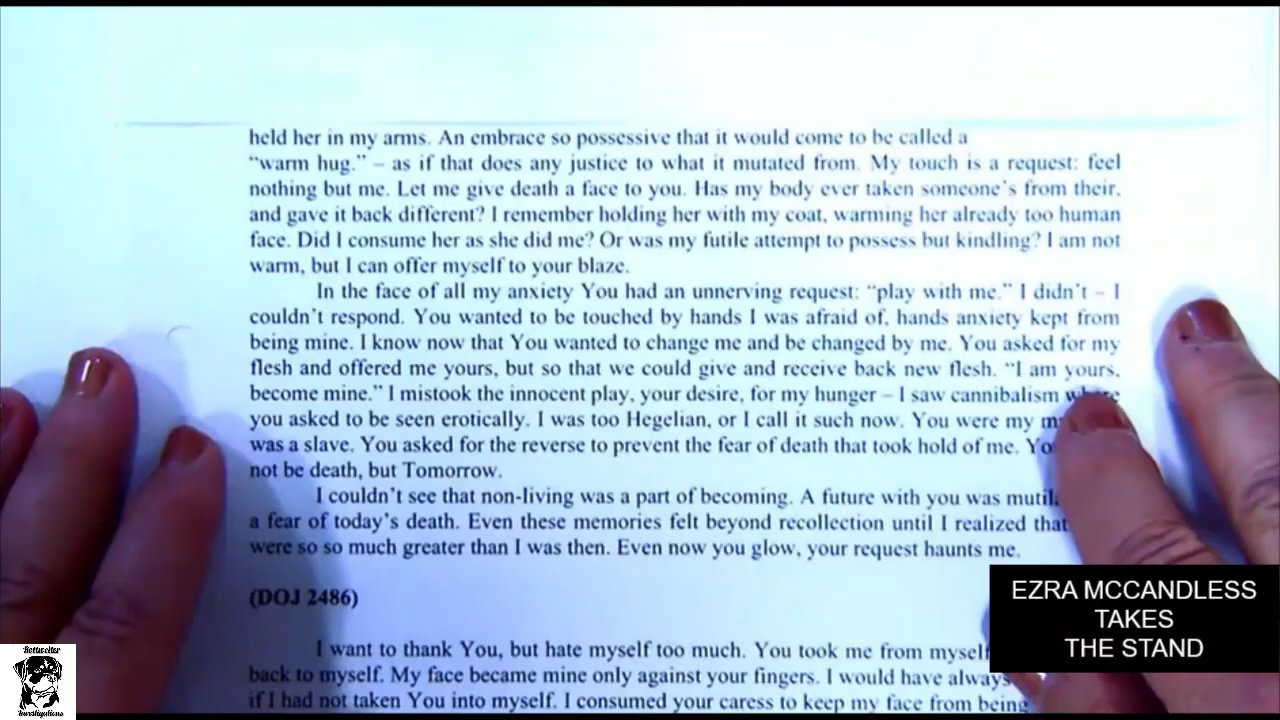 held her in my arms. An embrace so possessive that it would come to be called a
“warm hug.” – as if that does any justice to what it mutated from. My touch is a request: feel
nothing but me. Let me give death a face to you. Has my body ever taken someone’s from their,
and gave it back different? I remember holding her with my coat, warming her already too human
face. Did I consume her as she did me? Or was my futile attempt to possess but kindling? I am not
warm, but I can offer myself to your blaze.
In the face of all my anxiety You had an unnerving request: “play with me.” I didn’t – I
couldn’t respond. You wanted to be touched by hands I was afraid of, hands anxiety kept from
being mine. I know now that You wanted to change me and be changed by me. You asked for my
flesh and offered me yours, but so that we could give and receive back new flesh. “I am yours,
become mine.” I mistook the innocent play, your desire, for my hunger – I saw cannibalism where
you asked to be seen erotically. I was too Hegelian, or I call it such now. You were my
was a slave. You asked for the reverse to prevent the fear of death that took hold of me.
not be death, but Tomorrow.
I couldn’t see that non-living was a part of becoming. A future with you was
a fear of today’s death. Even these memories felt beyond recollection until I realized that
were so so much greater than I was then. Even now you glow, your request haunts me.
(DOJ 2486)
I want to thank You, but hate myself too much. You took me from myself
back to myself. My face became mine only against your fingers. I would have always
if I had not taken You into myself. I consumed your caress to keep my face from being
EZRA MCCANDLESS
TAKES
THE STAND
Rottweiler
Investigations